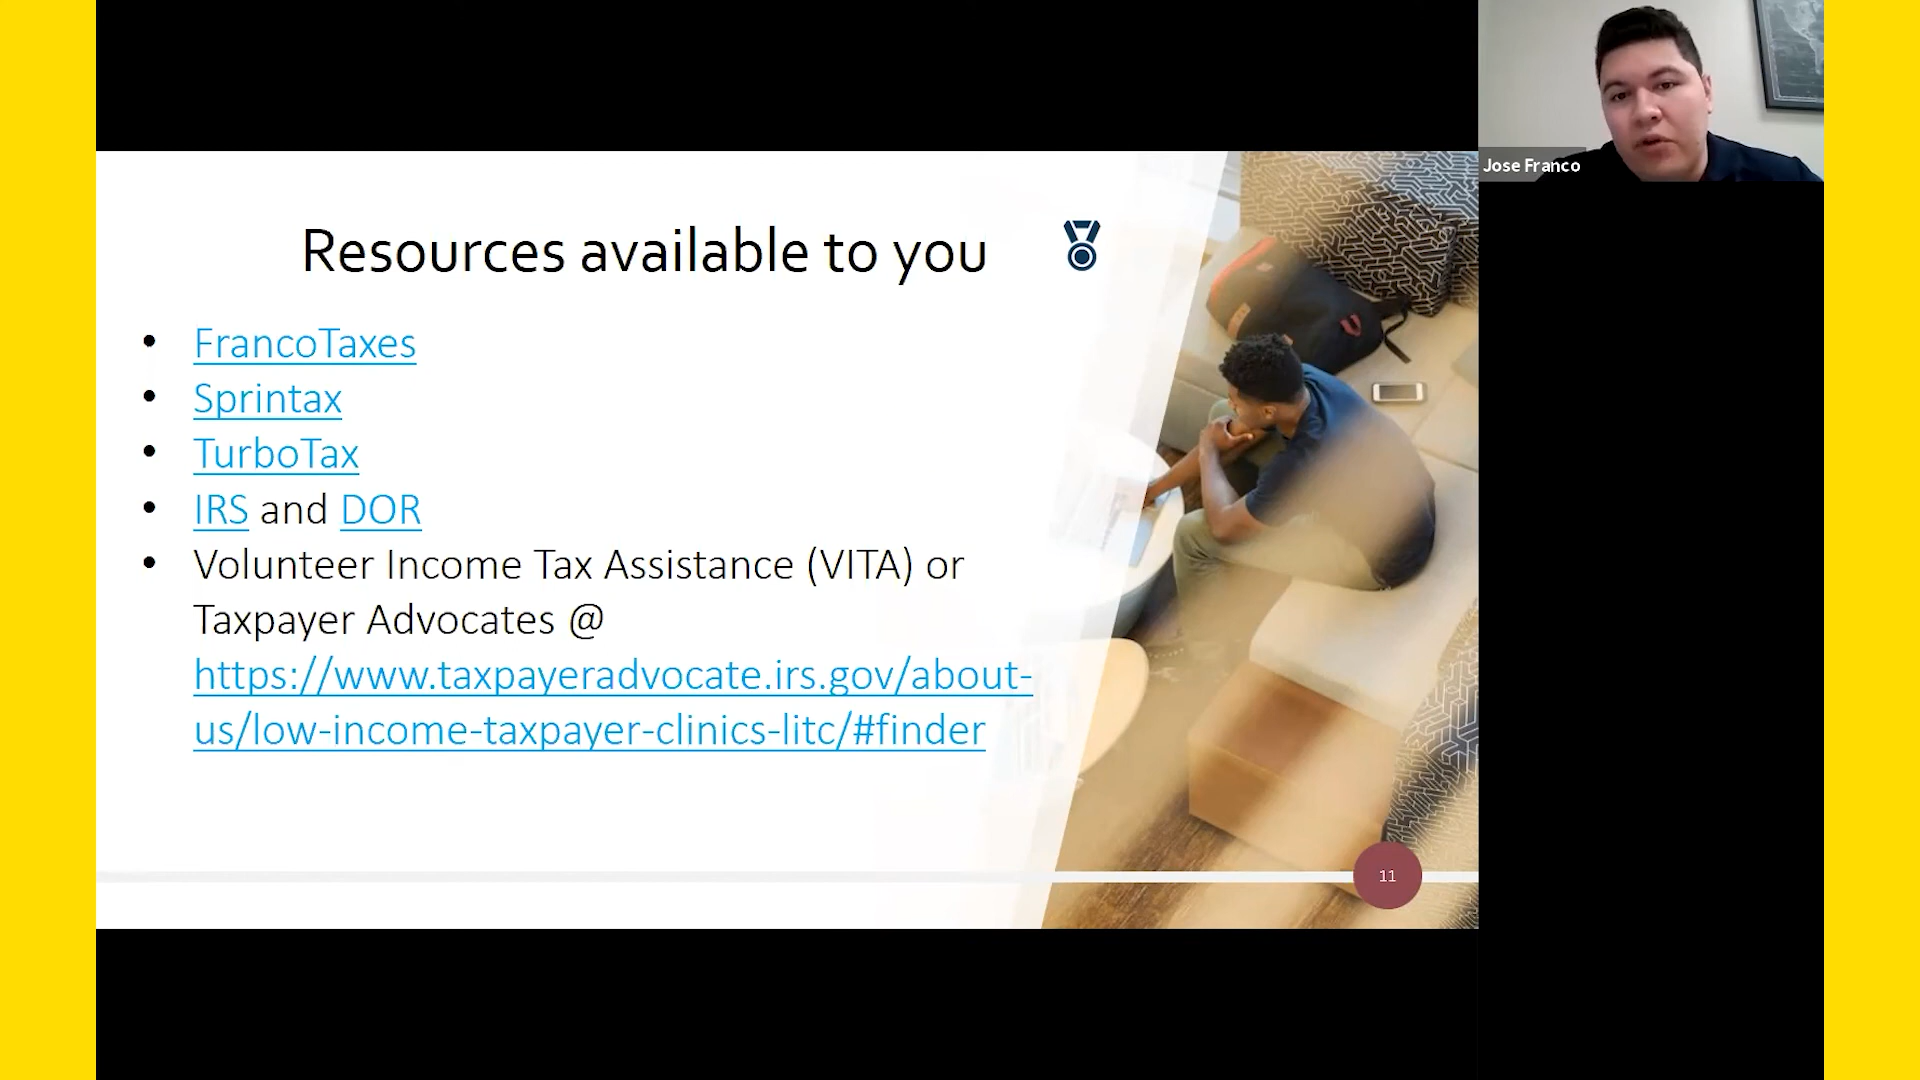 Jose Franco
Resources available to you
• FrancoTaxes
• Sprintax
• TurboTax
• IRS and DOR
• Volunteer Income Tax Assistance (VITA) or
Taxpayer Advocates @
https://www.taxpayeradvocate.irs.gov/about-
us/low-income-taxpayer-clinics-litc/#finder
11